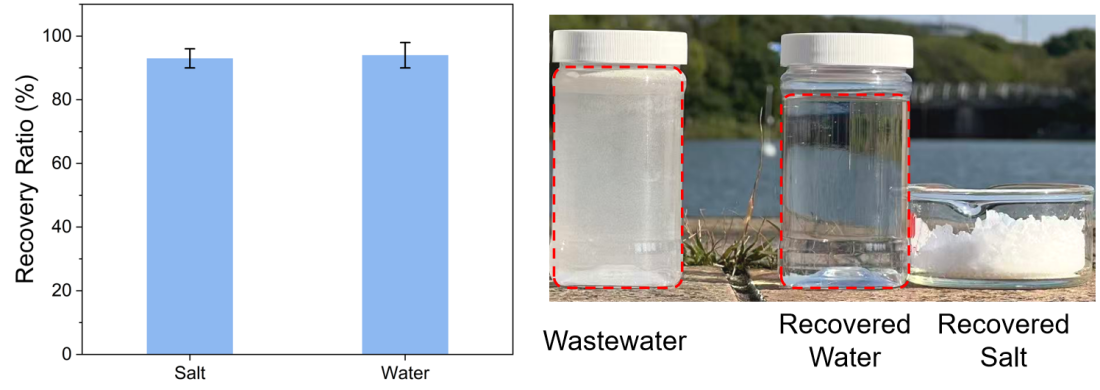 Recovery Ratio (%)
100
80
60
40
20
0
Salt
Water
Wastewater
Recovered
Water
Recovered
Salt